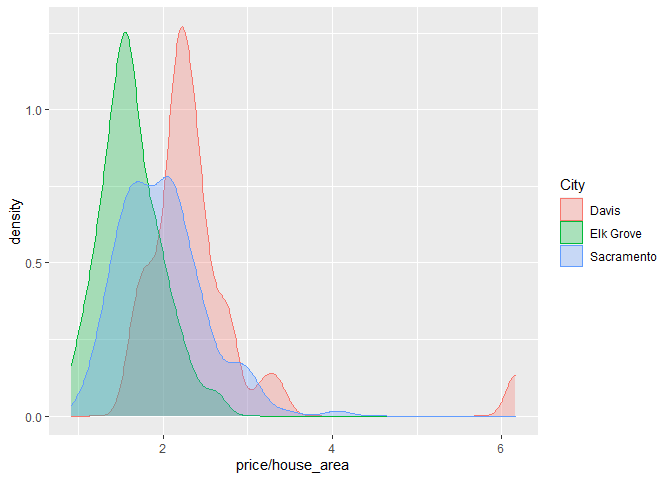 density
1.0
0.5
0.0
2
4
6
price/house_area
City
Davis
Elk Grove
Sacramento